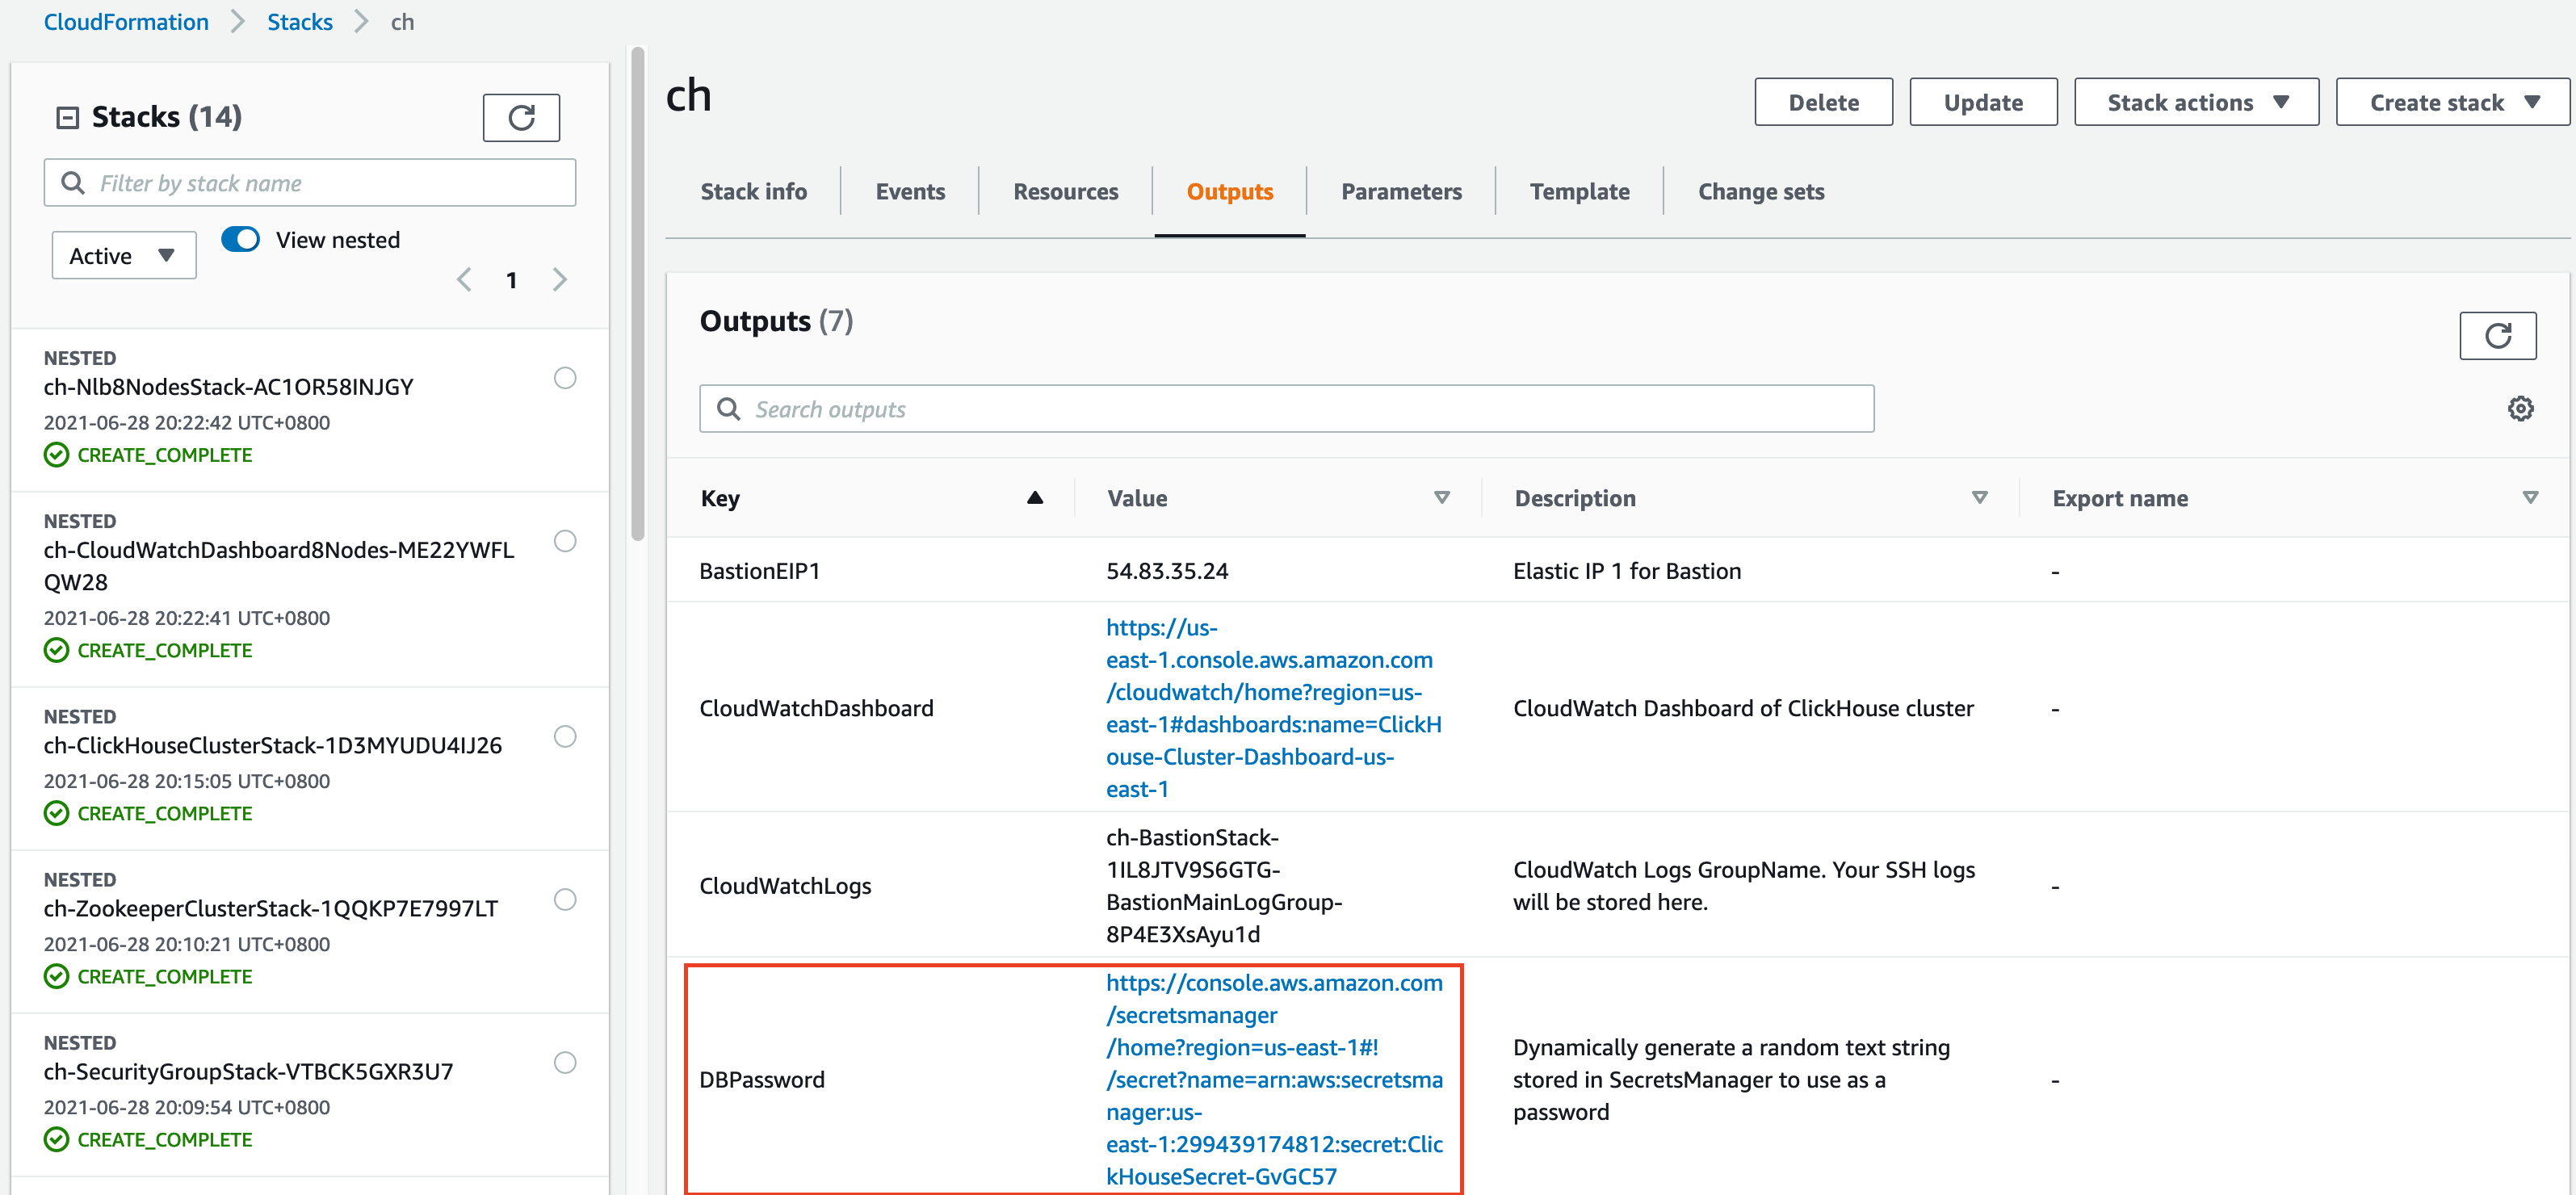 CloudFormation > Stacks > ch
Stacks (14)
Filter by stack name
Active
View nested
1
NESTED
ch-Nlb8NodesStack-AC1OR58INJGY
2021-06-28 20:22:42 UTC+0800
CREATE_COMPLETE
NESTED
ch-CloudWatchDashboard8Nodes-ME22YWFL
QW28
2021-06-28 20:22:41 UTC+0800
CREATE_COMPLETE
NESTED
ch-ClickHouseClusterStack-1D3MYUDU4IJ26
2021-06-28 20:15:05 UTC+0800
CREATE_COMPLETE
NESTED
ch-ZookeeperClusterStack-1QQKP7E7997LT
2021-06-28 20:10:21 UTC+0800
CREATE_COMPLETE
NESTED
ch-SecurityGroupStack-VTBCK5GXR3U7
2021-06-28 20:09:54 UTC+0800
CREATE_COMPLETE
ch
Delete Update Stack actions Create stack
Stack info Events Resources Outputs Parameters Template Change sets
Outputs (7)
Search outputs
Key Value Description Export name
BastionEIP1 54.83.35.24 Elastic IP 1 for Bastion -
CloudWatchDashboard
https://us-
east-1.console.aws.amazon.com
/cloudwatch/home?region=us-
east-1#dashboards:name=ClickH
ouse-Cluster-Dashboard-us-
east-1
CloudWatch Dashboard of ClickHouse cluster
-
CloudWatchLogs
ch-BastionStack-
1IL8JTV9S6GTG-
BastionMainLogGroup-
8P4E3XsAyu1d
CloudWatch Logs GroupName. Your SSH logs
will be stored here.
-
DBPassword
https://console.aws.amazon.com
/secretsmanager
/home?region=us-east-1#!
/secret?name=arn:aws:secretsma
nager:us-
east-1:299439174812:secret:Clic
kHouseSecret-GvGC57
Dynamically generate a random text string
stored in SecretsManager to use as a
password
-